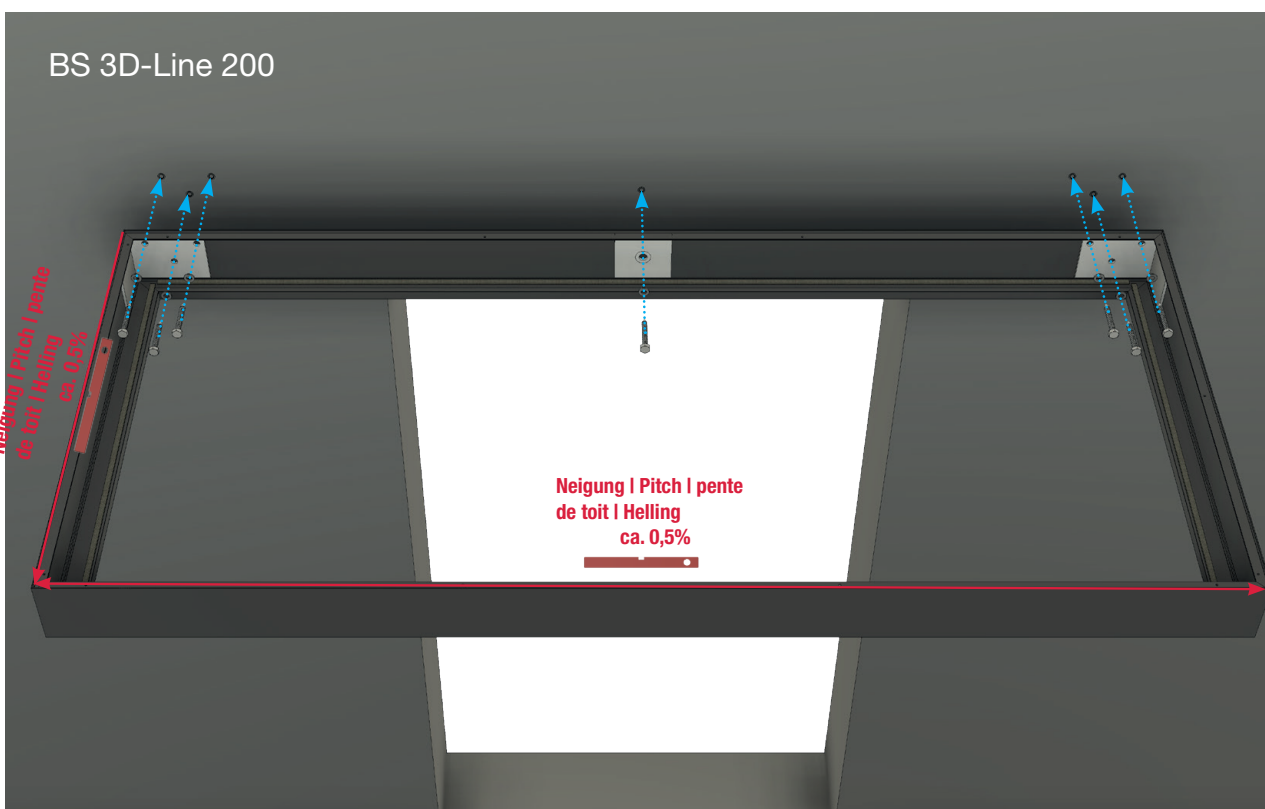 BS 3D-Line 200
Neigung | Pitch | pente
de toit | Helling
ca. 0,5%
Neigung | Pitch | pente
de toit | Helling
ca. 0,5%